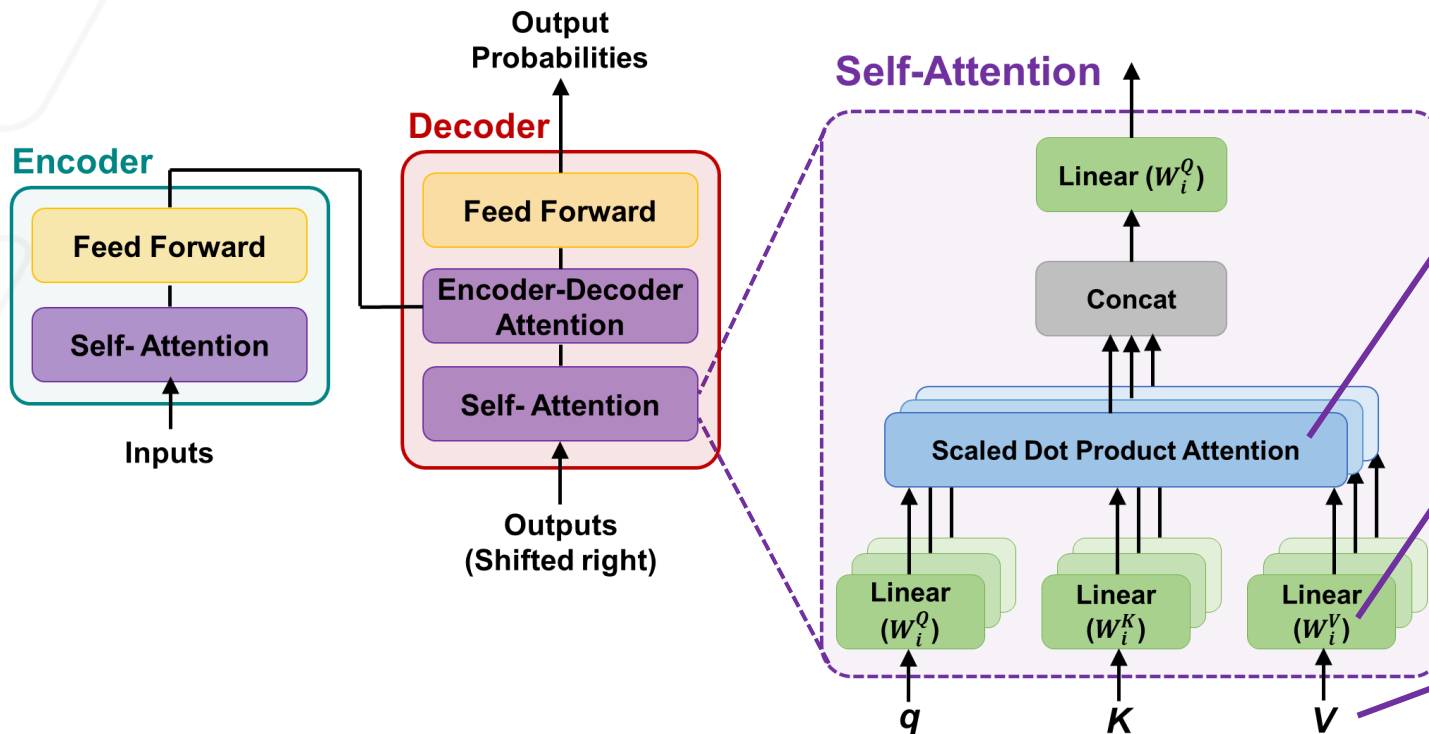 Output
Probabilities
Self-Attention
Decoder
Encoder
Linear (W_i^Q)
Feed Forward
Feed Forward
Encoder-Decoder
Attention
Concat
Self- Attention
Self- Attention
Scaled Dot Product Attention
Inputs
Outputs
(Shifted right)
Linear
(W_i^Q)
Linear
(W_i^K)
Linear
(W_i^V)
q
K
V